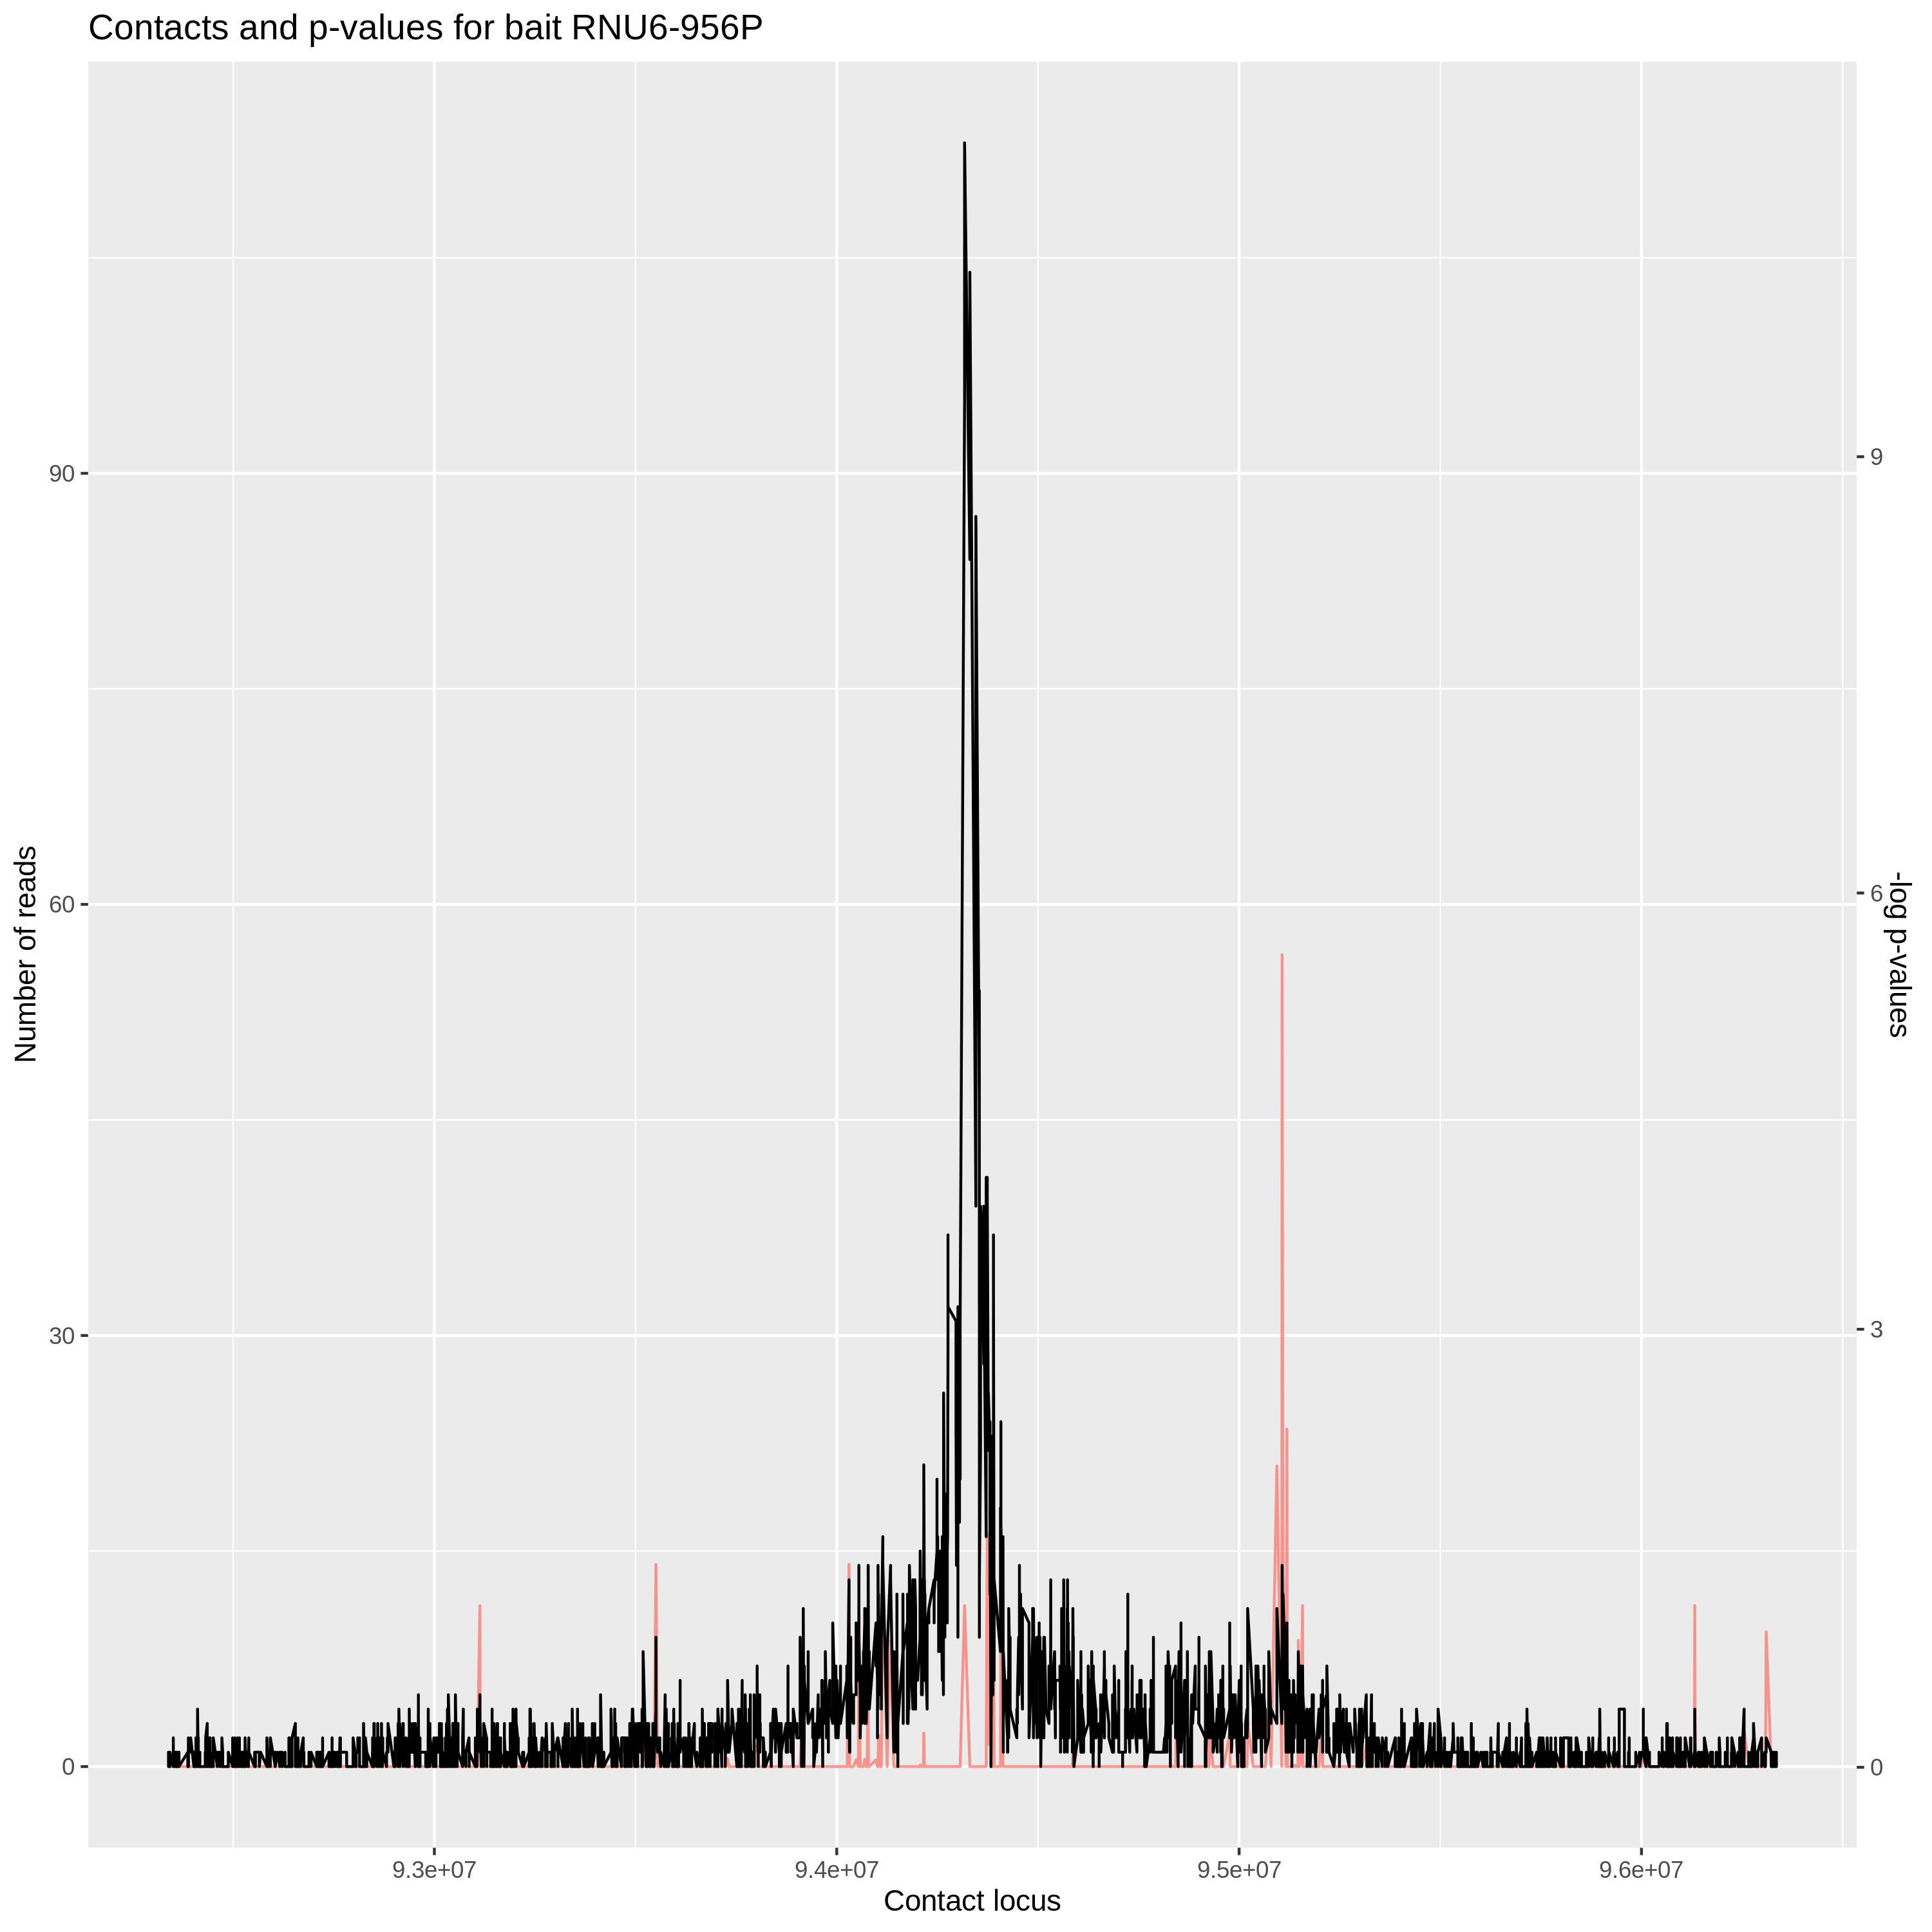 Contacts and p-values for bait RNU6-956P
90
60
30
0
9
6
3
0
Number of reads
-log p-values
9.3e+07
9.4e+07
9.5e+07
9.6e+07
Contact locus